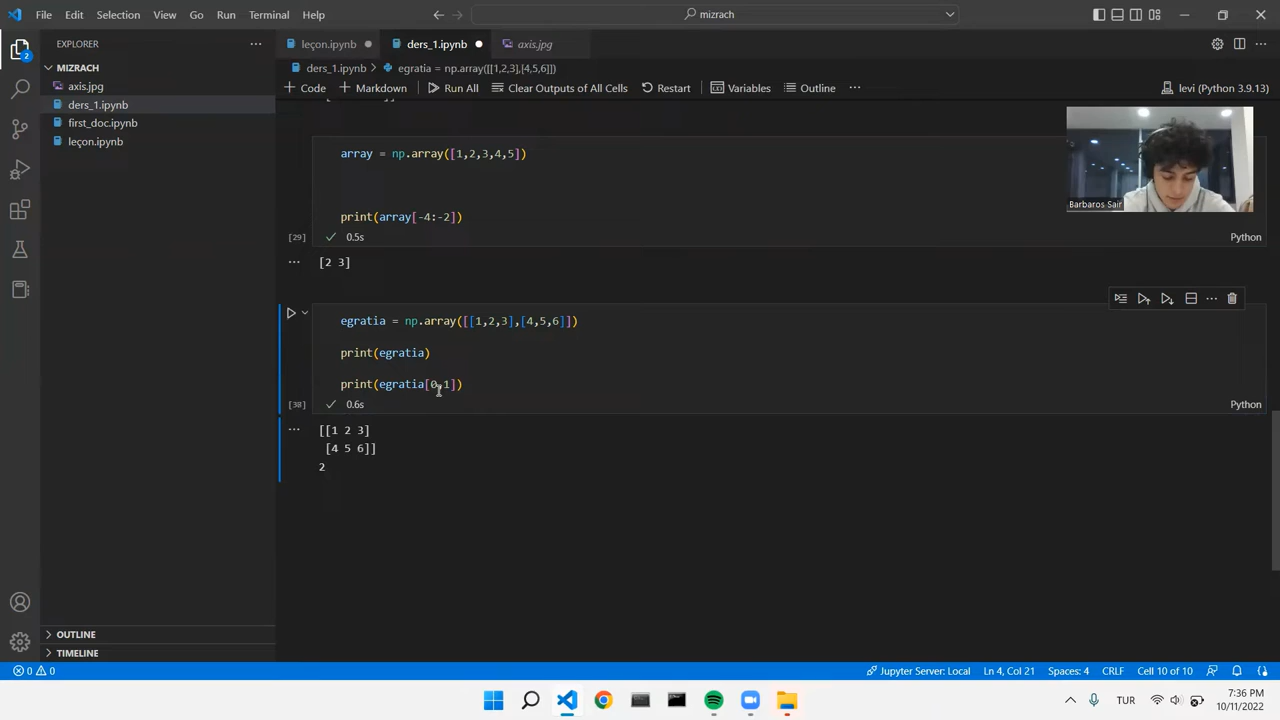 File Edit Selection View Go Run Terminal Help
mizrach
EXPLORER
leçon.ipynb
ders_1.ipynb
axis.jpg
MIZRACH
axis.jpg
ders_1.ipynb
first_doc.ipynb
leçon.ipynb
2
ders_1.ipynb > egratia = np.array([[1,2,3],[4,5,6]])
Code Markdown Run All Clear Outputs of All Cells Restart Variables Outline ...
levi (Python 3.9.13)
array = np.array([1,2,3,4,5])
print(array[-4:-2])
[29]
0.5s
Python
[2 3]
egratia = np.array([[1,2,3],[4,5,6]])
print(egratia)
print(egratia[0,1])
[38]
0.6s
Python
[[1 2 3]
[4 5 6]]
2
Barbaros Sair
OUTLINE
TIMELINE
0 0
Jupyter Server: Local Ln 4, Col 21 Spaces: 4 CRLF Cell 10 of 10
TUR
7:36 PM
10/11/2022